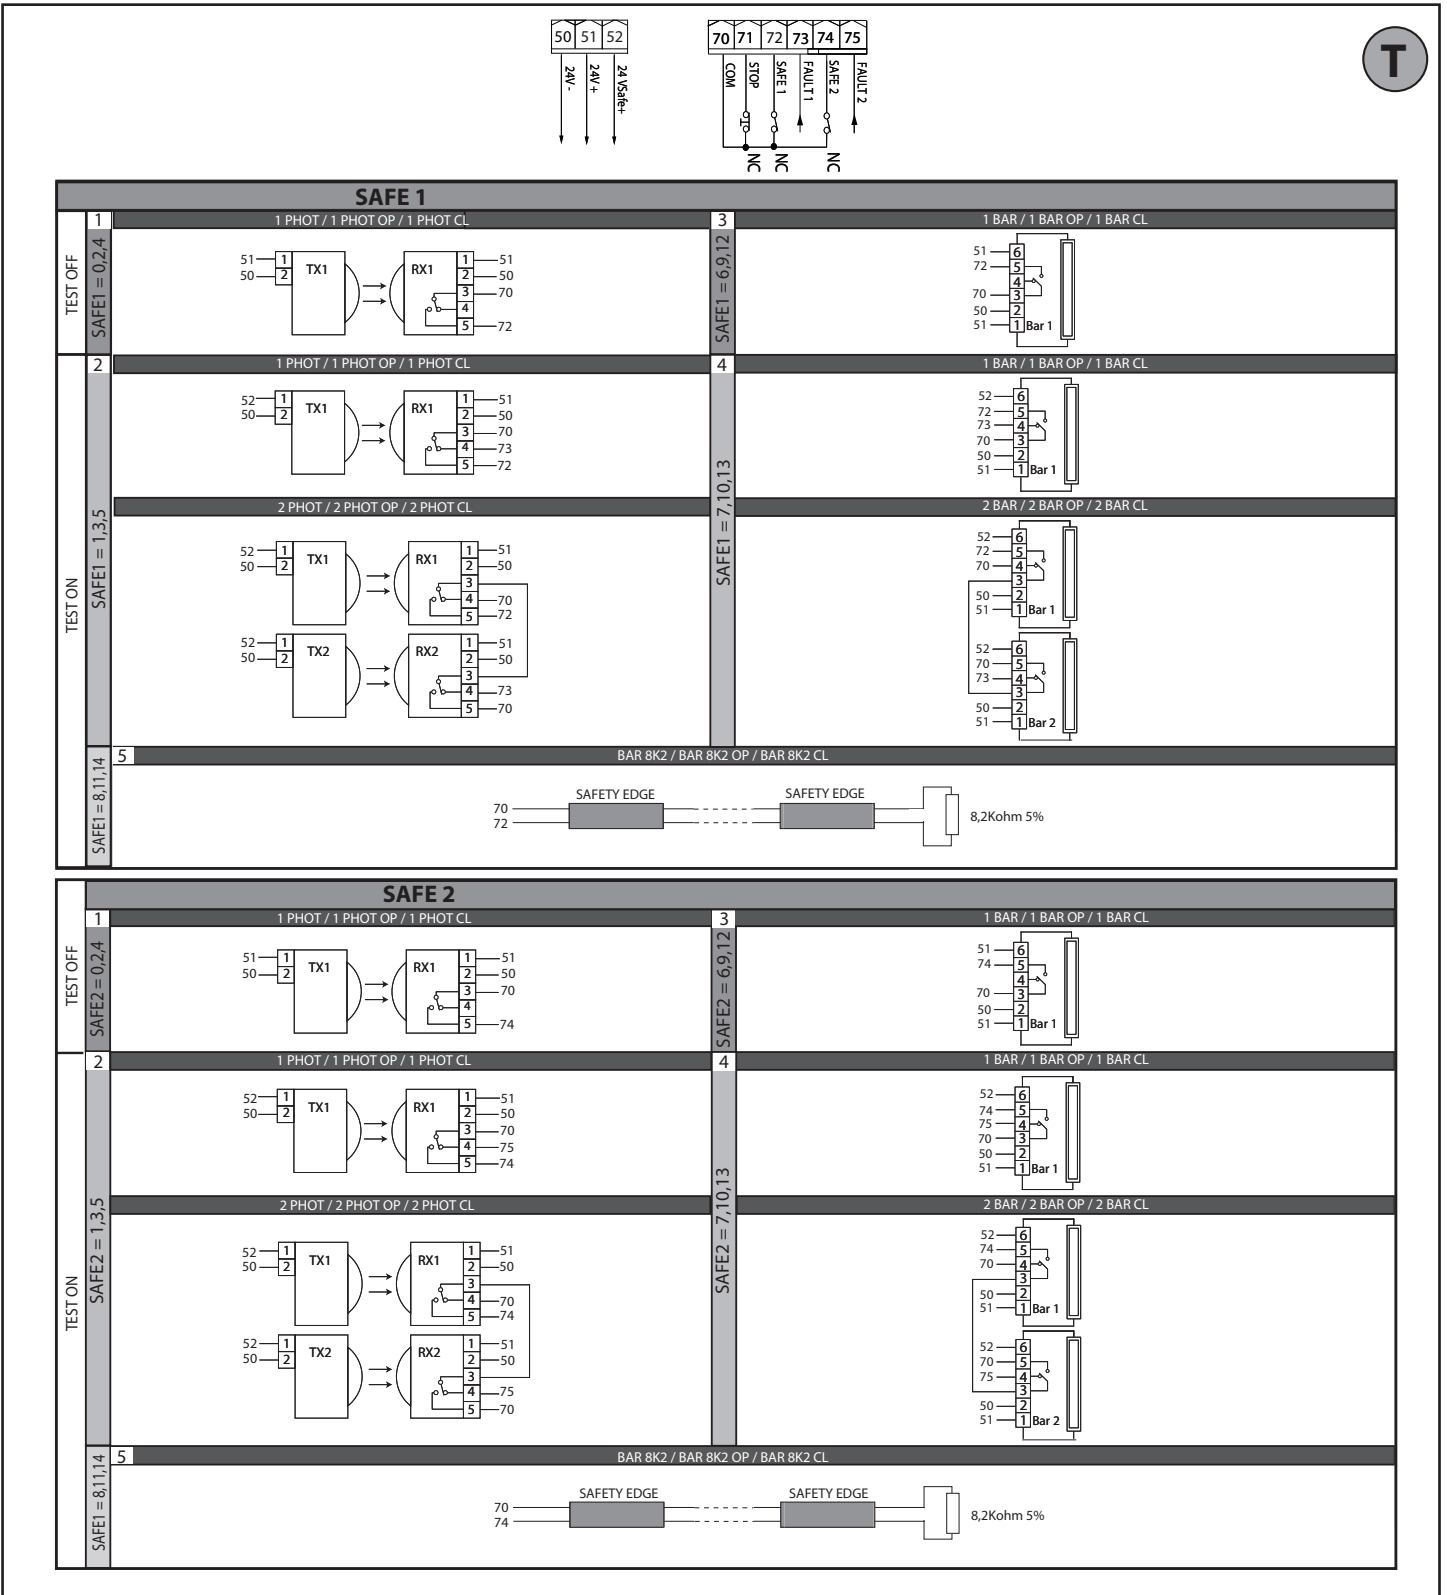 50 51 52
24V -
24V +
24 VSafe+
70 71 72 73 74 75
COM
STOP
SAFE 1
FAULT 1
SAFE 2
FAULT 2
NC
NC
NC
T
SAFE 1
TEST OFF
SAFE1 = 0,2,4
1
1 PHOT / 1 PHOT OP / 1 PHOT CL
51 1
50 2
TX1
RX1
1 51
2 50
3 70
4
5 72
3
SAFE1 = 6,9,12
1 BAR / 1 BAR OP / 1 BAR CL
51 6
72 5
4
70 3
50 2
51 1 Bar 1
TEST ON
SAFE1 = 1,3,5
2
1 PHOT / 1 PHOT OP / 1 PHOT CL
52 1
50 2
TX1
RX1
1 51
2 50
3 70
4 73
5 72
4
SAFE1 = 7,10,13
1 BAR / 1 BAR OP / 1 BAR CL
52 6
72 5
73 4
70 3
50 2
51 1 Bar 1
2 PHOT / 2 PHOT OP / 2 PHOT CL
52 1
50 2
TX1
RX1
1 51
2 50
3
4 70
5 72
52 1
50 2
TX2
RX2
1 51
2 50
3
4 73
5 70
2 BAR / 2 BAR OP / 2 BAR CL
52 6
72 5
70 4
3
50 2
51 1 Bar 1
52 6
70 5
73 4
3
50 2
51 1 Bar 2
SAFE1 = 8,11,14
5
BAR 8K2 / BAR 8K2 OP / BAR 8K2 CL
70
72
SAFETY EDGE
SAFETY EDGE
8,2Kohm 5%
SAFE 2
TEST OFF
SAFE2 = 0,2,4
1
1 PHOT / 1 PHOT OP / 1 PHOT CL
51 1
50 2
TX1
RX1
1 51
2 50
3 70
4
5 74
3
SAFE2 = 6,9,12
1 BAR / 1 BAR OP / 1 BAR CL
51 6
74 5
4
70 3
50 2
51 1 Bar 1
TEST ON
SAFE2 = 1,3,5
2
1 PHOT / 1 PHOT OP / 1 PHOT CL
52 1
50 2
TX1
RX1
1 51
2 50
3 70
4 75
5 74
4
SAFE2 = 7,10,13
1 BAR / 1 BAR OP / 1 BAR CL
52 6
74 5
75 4
70 3
50 2
51 1 Bar 1
2 PHOT / 2 PHOT OP / 2 PHOT CL
52 1
50 2
TX1
RX1
1 51
2 50
3
4 70
5 74
52 1
50 2
TX2
RX2
1 51
2 50
3
4 75
5 70
2 BAR / 2 BAR OP / 2 BAR CL
52 6
74 5
70 4
3
50 2
51 1 Bar 1
52 6
70 5
75 4
3
50 2
51 1 Bar 2
SAFE1 = 8,11,14
5
BAR 8K2 / BAR 8K2 OP / BAR 8K2 CL
70
74
SAFETY EDGE
SAFETY EDGE
8,2Kohm 5%